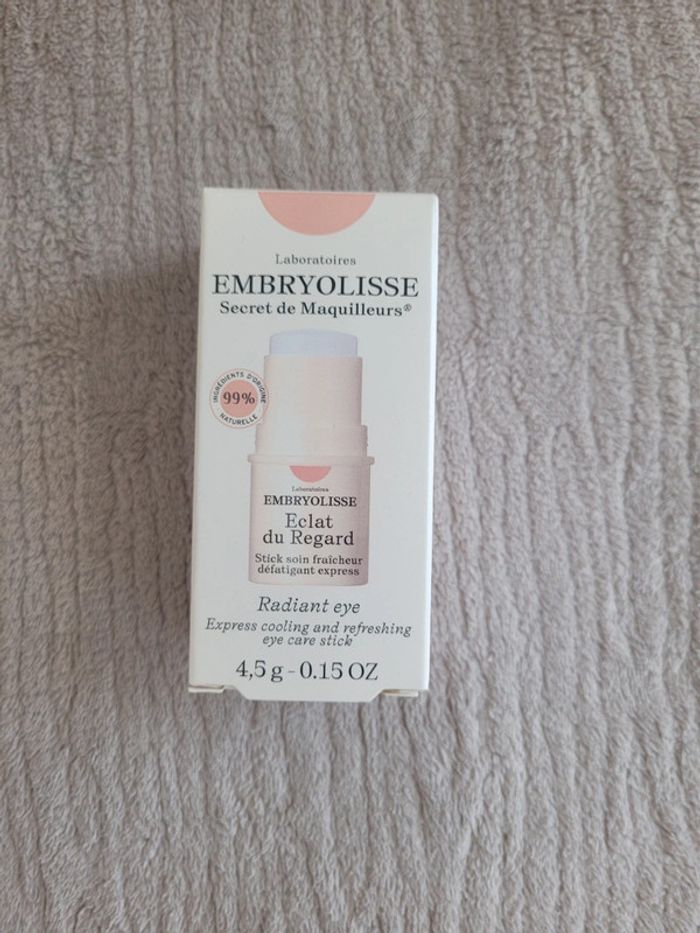 Laboratoires
EMBRYOLISSE
Secret de Maquilleurs®
INGRÉDIENTS D'ORIGINE
99%
NATURELLE
Laboratoires
EMBRYOLISSE
Eclat
du Regard
Stick soin fraîcheur
défatigant express
Radiant eye
Express cooling and refreshing
eye care stick
4,5 g - 0.15 OZ